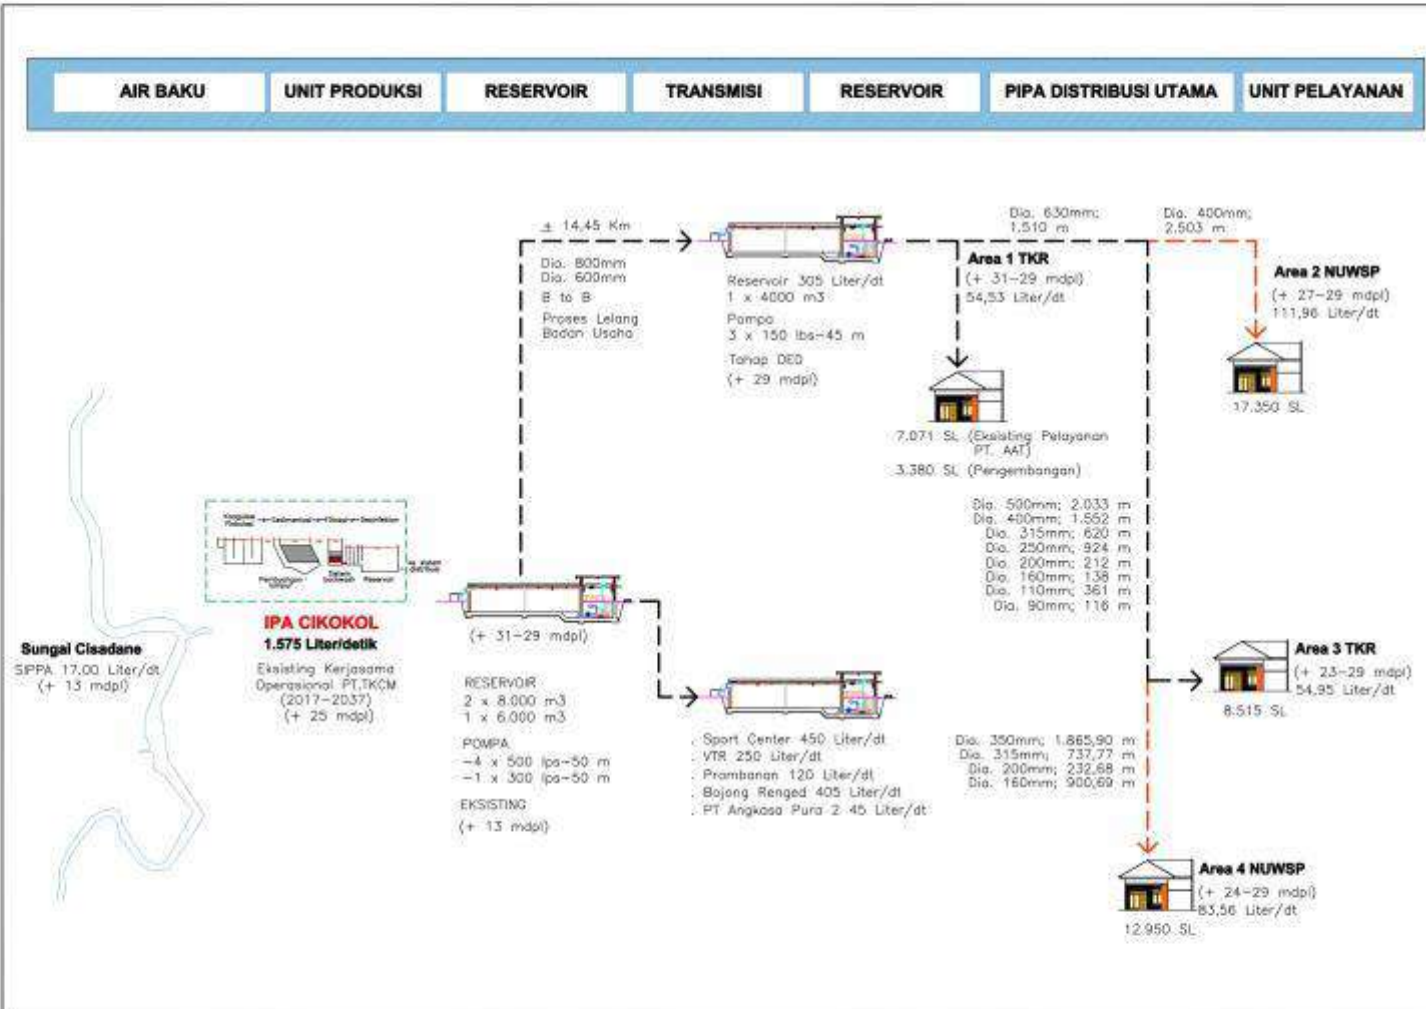 AIR BAKU
UNIT PRODUKSI
RESERVOIR
TRANSMISI
RESERVOIR
PIPA DISTRIBUSI UTAMA
UNIT PELAYANAN
Sungai Cisadane
SIPPA 17.00 Liter/dt
(+ 13 mdpl)
Sedimentasi
Filtrasi
Desinfektan
Reservoir
IPA CIKOKOL
1.575 Liter/detik
Eksisting Kerjasama
Operasional PT.TKCM
(2017-2037)
(+ 25 mdpl)
(+ 31-29 mdpl)
RESERVOIR
2 x 8.000 m3
1 x 6.000 m3
POMPA
-4 x 500 lps-50 m
-1 x 300 lps-50 m
EKSISTING
(+ 13 mdpl)
± 14,45 Km
Dia. 800mm
Dia. 600mm
B to B
Proses Lelang
Badan Usaha
Reservoir 305 Liter/dt
1 x 4000 m3
Pompa
3 x 150 lbs-45 m
Tahap DED
(+ 29 mdpl)
. Sport Center 450 Liter/dt
. VTR 250 Liter/dt
. Prambanan 120 Liter/dt
. Bojong Renged 405 Liter/dt
. PT Angkasa Pura 2 45 Liter/dt
Area 1 TKR
(+ 31-29 mdpl)
54,53 Liter/dt
7.071 SL (Eksisting Pelayanan
PT. AAT)
3.380 SL (Pengembangan)
Dia. 630mm;
1.510 m
Dia. 400mm;
2.503 m
Area 2 NUWSP
(+ 27-29 mdpl)
111,96 Liter/dt
17.350 SL
Dia. 500mm; 2.033 m
Dia. 400mm; 1.552 m
Dia. 315mm; 620 m
Dia. 250mm; 924 m
Dia. 200mm; 212 m
Dia. 160mm; 138 m
Dia. 110mm; 361 m
Dia. 90mm; 116 m
Area 3 TKR
(+ 23-29 mdpl)
54,95 Liter/dt
8.515 SL
Dia. 350mm; 1.865,90 m
Dia. 315mm; 737,77 m
Dia. 200mm; 232,68 m
Dia. 160mm; 900,69 m
Area 4 NUWSP
(+ 24-29 mdpl)
83,56 Liter/dt
12.950 SL